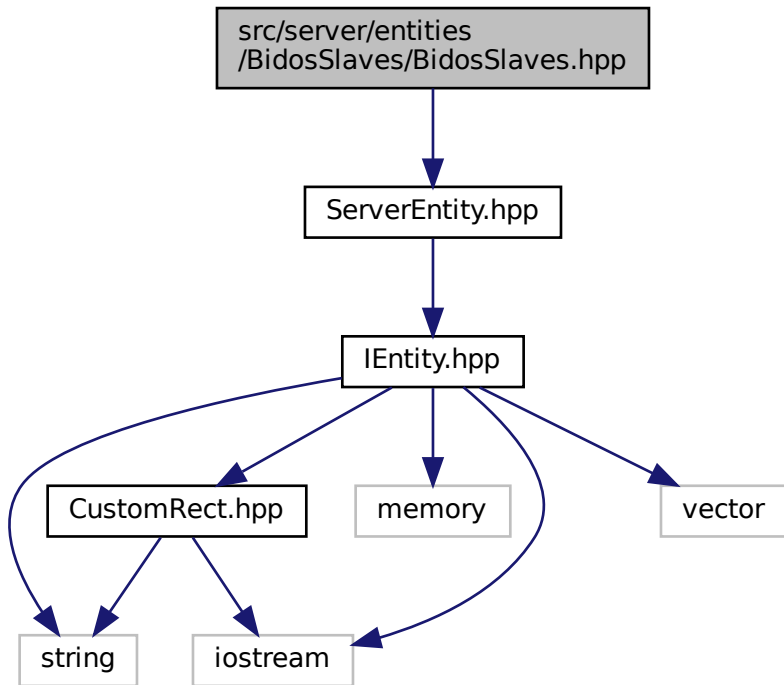 src/server/entities
/BidosSlaves/BidosSlaves.hpp
ServerEntity.hpp
IEntity.hpp
CustomRect.hpp
memory
vector
string
iostream